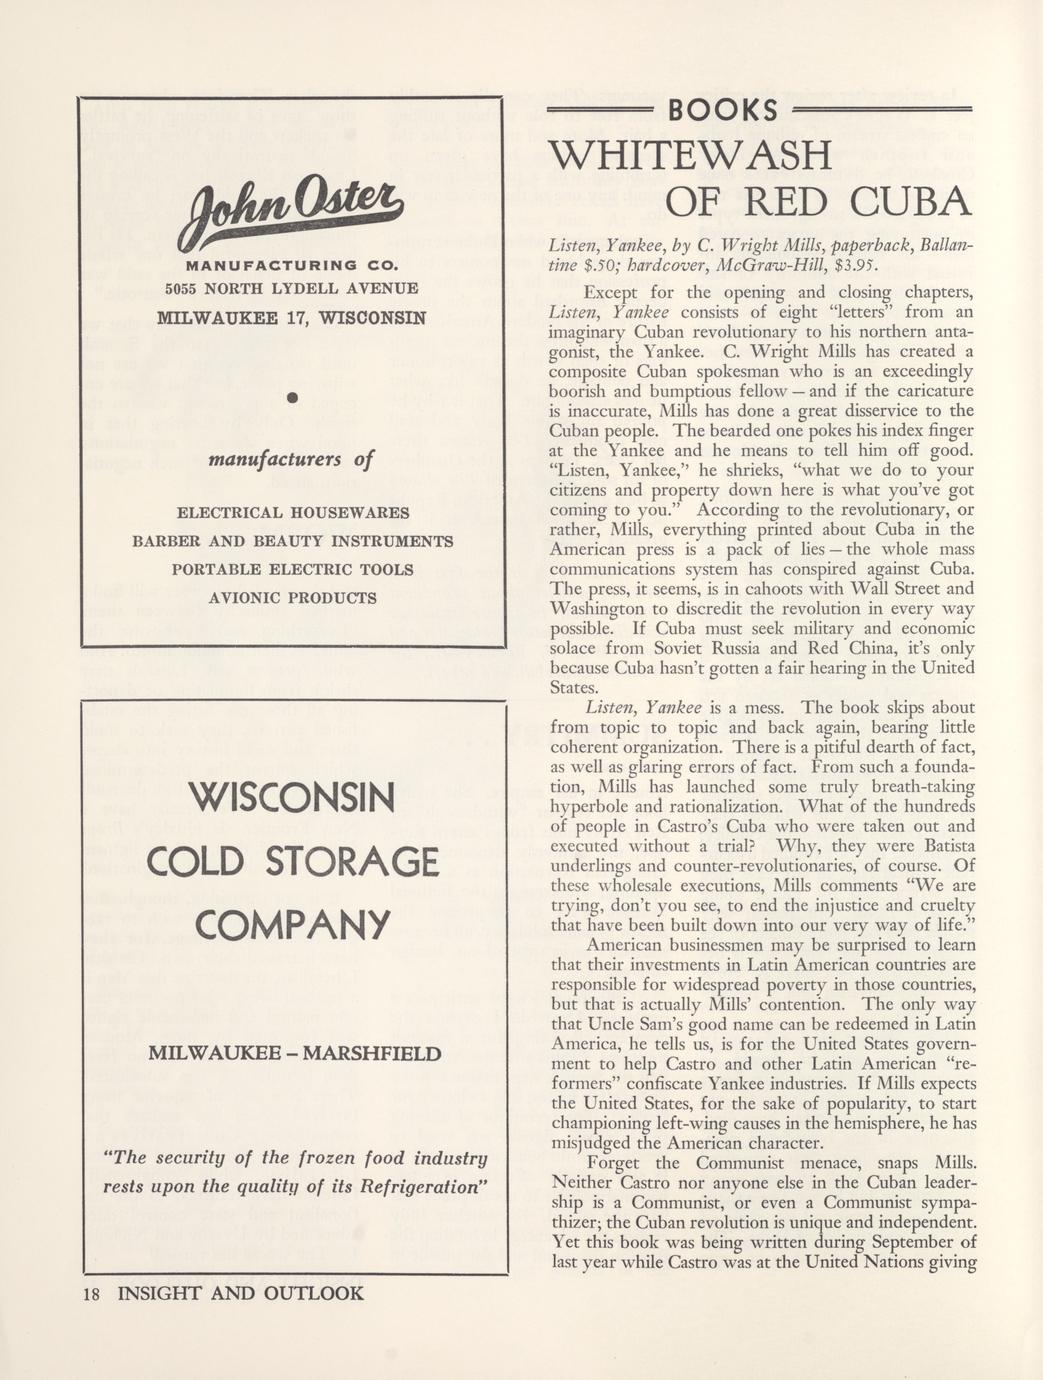 John Oster
MANUFACTURING CO.
5055 NORTH LYDELL AVENUE
MILWAUKEE 17, WISCONSIN
•
manufacturers of
ELECTRICAL HOUSEWARES
BARBER AND BEAUTY INSTRUMENTS
PORTABLE ELECTRIC TOOLS
AVIONIC PRODUCTS
WISCONSIN
COLD STORAGE
COMPANY
MILWAUKEE – MARSHFIELD
"The security of the frozen food industry
rests upon the quality of its Refrigeration"
BOOKS
WHITEWASH
OF RED CUBA
Listen, Yankee, by C. Wright Mills, paperback, Ballan-
tine $.50; hardcover, McGraw-Hill, $3.95.
Except for the opening and closing chapters,
Listen, Yankee consists of eight "letters" from an
imaginary Cuban revolutionary to his northern anta-
gonist, the Yankee. C. Wright Mills has created a
composite Cuban spokesman who is an exceedingly
boorish and bumptious fellow – and if the caricature
is inaccurate, Mills has done a great disservice to the
Cuban people. The bearded one pokes his index finger
at the Yankee and he means to tell him off good.
"Listen, Yankee," he shrieks, "what we do to your
citizens and property down here is what you've got
coming to you." According to the revolutionary, or
rather, Mills, everything printed about Cuba in the
American press is a pack of lies – the whole mass
communications system has conspired against Cuba.
The press, it seems, is in cahoots with Wall Street and
Washington to discredit the revolution in every way
possible. If Cuba must seek military and economic
solace from Soviet Russia and Red China, it's only
because Cuba hasn't gotten a fair hearing in the United
States.
Listen, Yankee is a mess. The book skips about
from topic to topic and back again, bearing little
coherent organization. There is a pitiful dearth of fact,
as well as glaring errors of fact. From such a founda-
tion, Mills has launched some truly breath-taking
hyperbole and rationalization. What of the hundreds
of people in Castro's Cuba who were taken out and
executed without a trial? Why, they were Batista
underlings and counter-revolutionaries, of course. Of
these wholesale executions, Mills comments "We are
trying, don't you see, to end the injustice and cruelty
that have been built down into our very way of life."
American businessmen may be surprised to learn
that their investments in Latin American countries are
responsible for widespread poverty in those countries,
but that is actually Mills' contention. The only way
that Uncle Sam's good name can be redeemed in Latin
America, he tells us, is for the United States govern-
ment to help Castro and other Latin American "re-
formers" confiscate Yankee industries. If Mills expects
the United States, for the sake of popularity, to start
championing left-wing causes in the hemisphere, he has
misjudged the American character.
Forget the Communist menace, snaps Mills.
Neither Castro nor anyone else in the Cuban leader-
ship is a Communist, or even a Communist sympa-
thizer; the Cuban revolution is unique and independent.
Yet this book was being written during September of
last year while Castro was at the United Nations giving
18 INSIGHT AND OUTLOOK